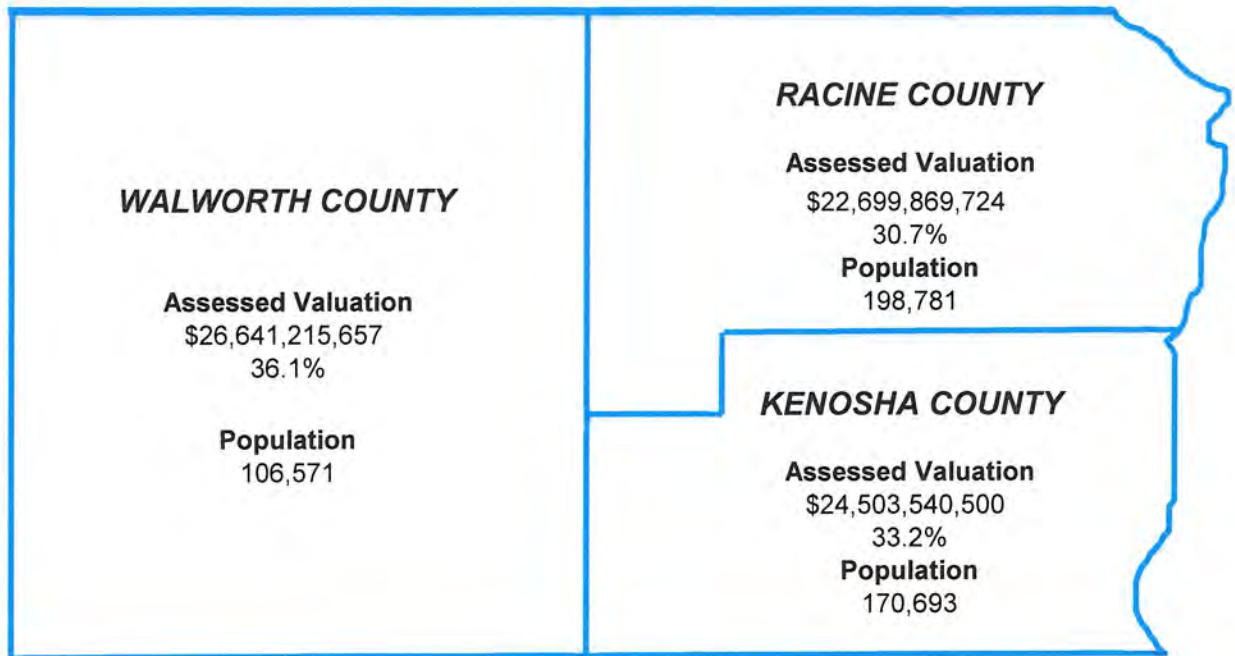 WALWORTH COUNTY
Assessed Valuation
$26,641,215,657
36.1%
Population
106,571
RACINE COUNTY
Assessed Valuation
$22,699,869,724
30.7%
Population
198,781
KENOSHA COUNTY
Assessed Valuation
$24,503,540,500
33.2%
Population
170,693